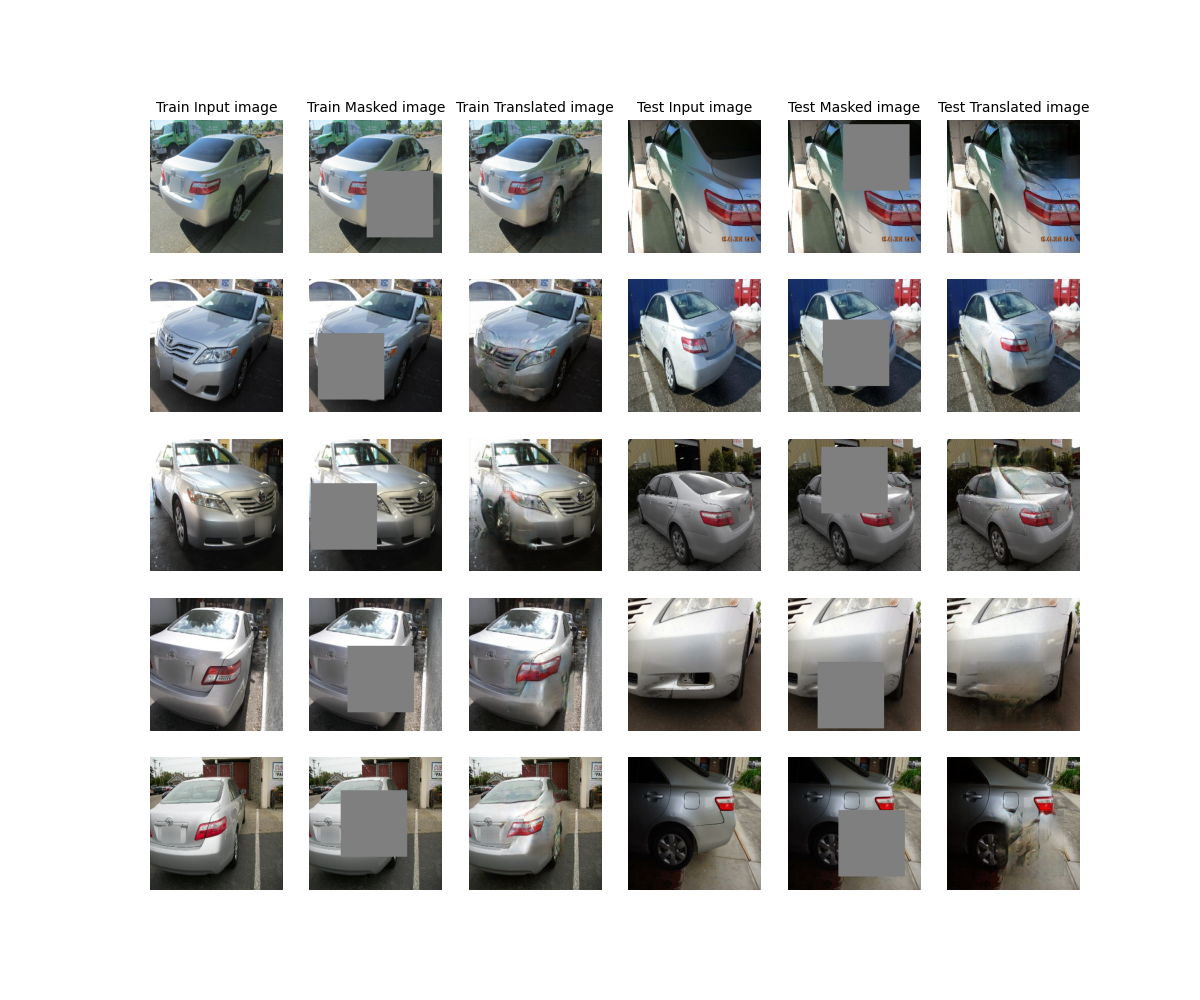 Train Input image
Train Masked image
Train Translated image
Test Input image
Test Masked image
Test Translated image